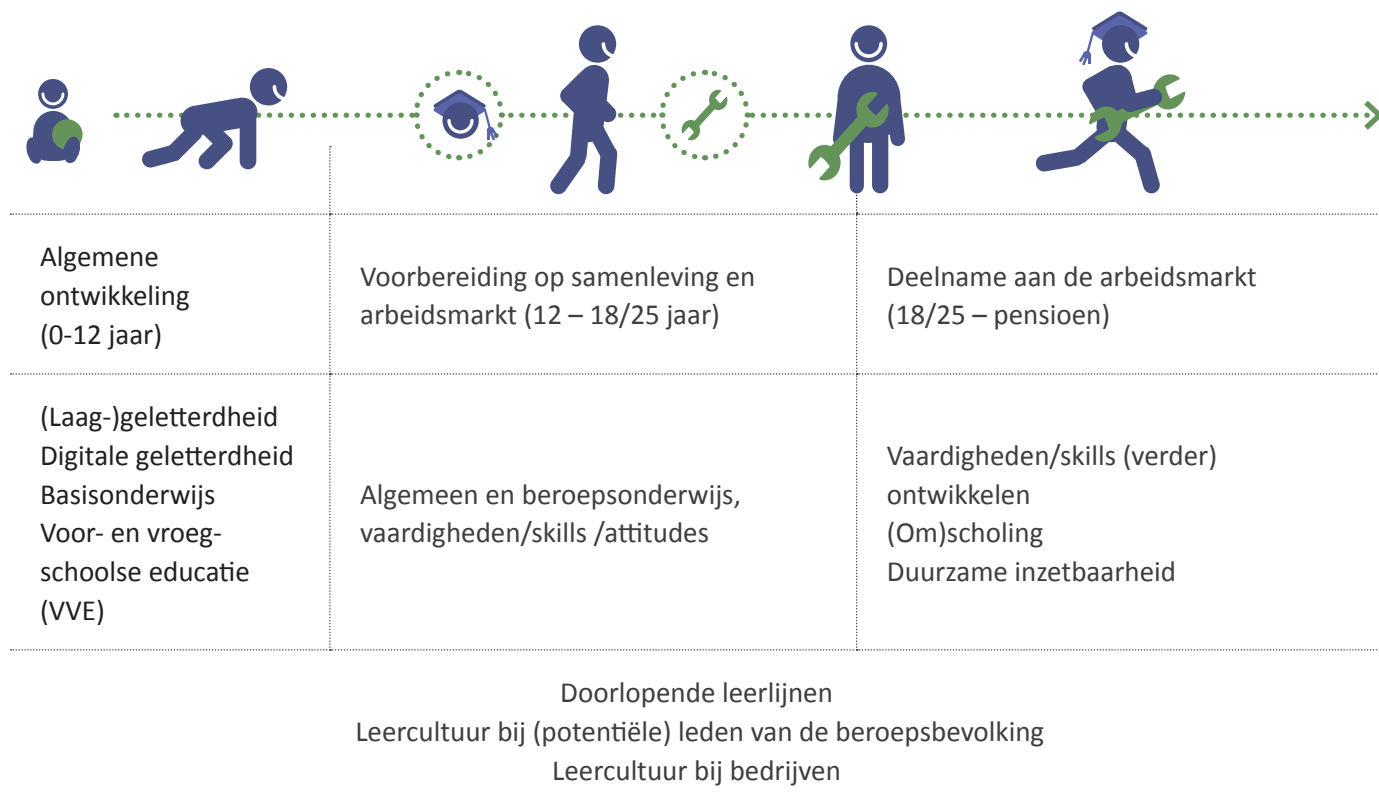 Algemene
ontwikkeling
(0-12 jaar)
Voorbereiding op samenleving en
arbeidsmarkt (12 – 18/25 jaar)
Deelname aan de arbeidsmarkt
(18/25 – pensioen)
(Laag-)geletterdheid
Digitale geletterdheid
Basisonderwijs
Voor- en vroeg-
schoolse educatie
(VVE)
Algemeen en beroepsonderwijs,
vaardigheden/skills /attitudes
Vaardigheden/skills (verder)
ontwikkelen
(Om)scholing
Duurzame inzetbaarheid
Doorlopende leerlijnen
Leercultuur bij (potentiële) leden van de beroepsbevolking
Leercultuur bij bedrijven